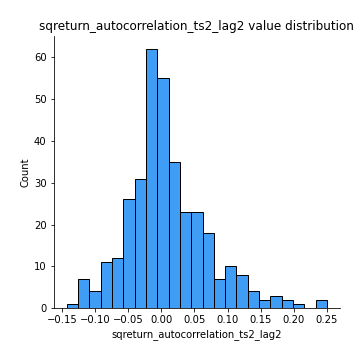 sqreturn_autocorrelation_ts2_lag2 value distribution
60
50
40
30
20
10
0
Count
−0.15 −0.10 −0.05 0.00 0.05 0.10 0.15 0.20 0.25
sqreturn_autocorrelation_ts2_lag2